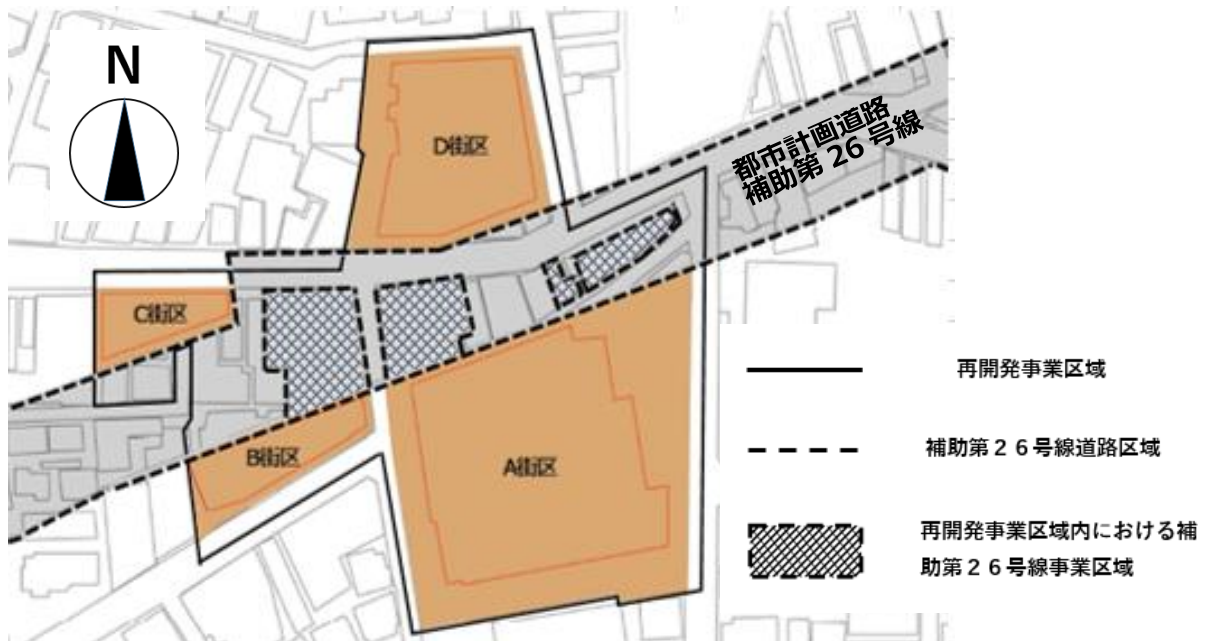 N
D街区
都市計画道路
補助第 26 号線
C街区
B街区
A街区
再開発事業区域
補助第２６号線道路区域
再開発事業区域内における補
助第２６号線事業区域